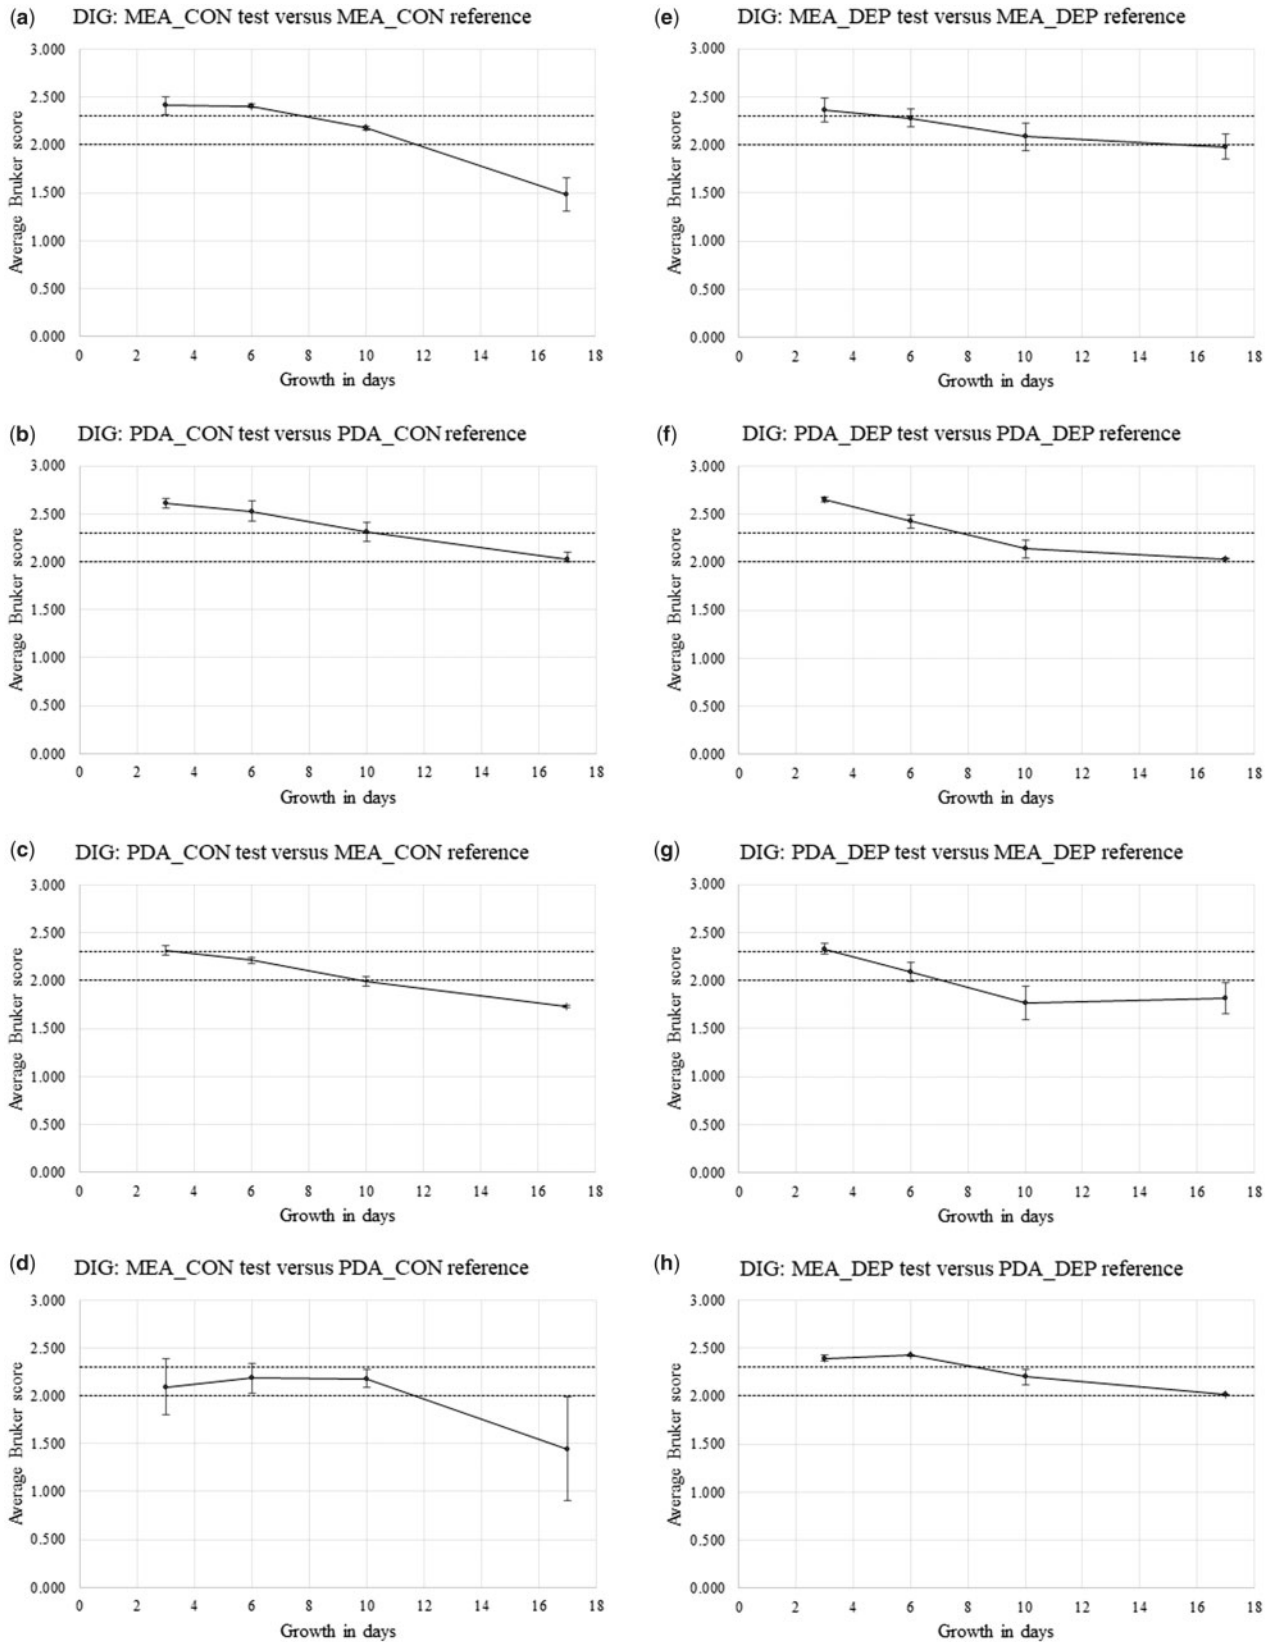 (a) DIG: MEA_CON test versus MEA_CON reference
3.000
2.500
2.000
1.500
1.000
0.500
0.000
Average Bruker score
0 2 4 6 8 10 12 14 16 18
Growth in days
(e) DIG: MEA_DEP test versus MEA_DEP reference
3.000
2.500
2.000
1.500
1.000
0.500
0.000
Average Bruker score
0 2 4 6 8 10 12 14 16 18
Growth in days
(b) DIG: PDA_CON test versus PDA_CON reference
3.000
2.500
2.000
1.500
1.000
0.500
0.000
Average Bruker score
0 2 4 6 8 10 12 14 16 18
Growth in days
(f) DIG: PDA_DEP test versus PDA_DEP reference
3.000
2.500
2.000
1.500
1.000
0.500
0.000
Average Bruker score
0 2 4 6 8 10 12 14 16 18
Growth in days
(c) DIG: PDA_CON test versus MEA_CON reference
3.000
2.500
2.000
1.500
1.000
0.500
0.000
Average Bruker score
0 2 4 6 8 10 12 14 16 18
Growth in days
(g) DIG: PDA_DEP test versus MEA_DEP reference
3.000
2.500
2.000
1.500
1.000
0.500
0.000
Average Bruker score
0 2 4 6 8 10 12 14 16 18
Growth in days
(d) DIG: MEA_CON test versus PDA_CON reference
3.000
2.500
2.000
1.500
1.000
0.500
0.000
Average Bruker score
0 2 4 6 8 10 12 14 16 18
Growth in days
(h) DIG: MEA_DEP test versus PDA_DEP reference
3.000
2.500
2.000
1.500
1.000
0.500
0.000
Average Bruker score
0 2 4 6 8 10 12 14 16 18
Growth in days